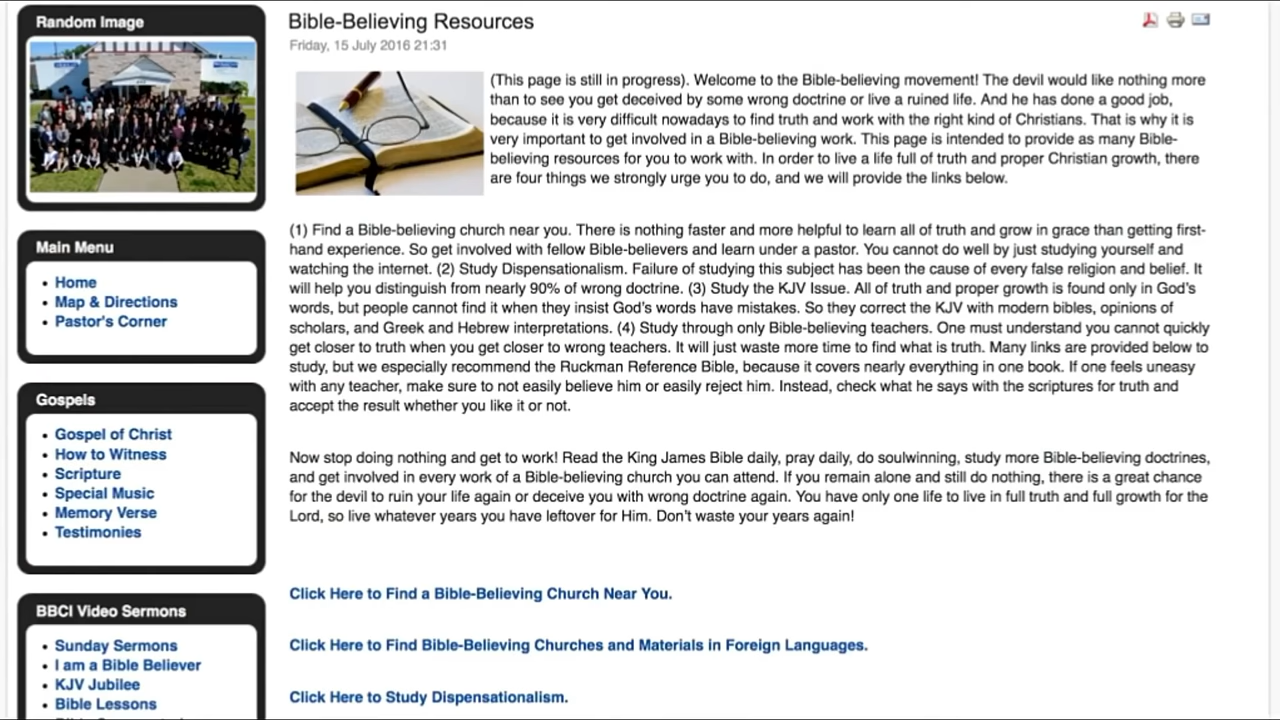 Random Image
Main Menu
Home
Map & Directions
Pastor's Corner
Gospels
Gospel of Christ
How to Witness
Scripture
Special Music
Memory Verse
Testimonies
BBCI Video Sermons
Sunday Sermons
I am a Bible Believer
KJV Jubilee
Bible Lessons
Bible-Believing Resources
Friday, 15 July 2016 21:31
(This page is still in progress). Welcome to the Bible-believing movement! The devil would like nothing more
than to see you get deceived by some wrong doctrine or live a ruined life. And he has done a good job,
because it is very difficult nowadays to find truth and work with the right kind of Christians. That is why it is
very important to get involved in a Bible-believing work. This page is intended to provide as many Bible-
believing resources for you to work with. In order to live a life full of truth and proper Christian growth, there
are four things we strongly urge you to do, and we will provide the links below.
(1) Find a Bible-believing church near you. There is nothing faster and more helpful to learn all of truth and grow in grace than getting first-
hand experience. So get involved with fellow Bible-believers and learn under a pastor. You cannot do well by just studying yourself and
watching the internet. (2) Study Dispensationalism. Failure of studying this subject has been the cause of every false religion and belief. It
will help you distinguish from nearly 90% of wrong doctrine. (3) Study the KJV Issue. All of truth and proper growth is found only in God's
words, but people cannot find it when they insist God's words have mistakes. So they correct the KJV with modern bibles, opinions of
scholars, and Greek and Hebrew interpretations. (4) Study through only Bible-believing teachers. One must understand you cannot quickly
get closer to truth when you get closer to wrong teachers. It will just waste more time to find what is truth. Many links are provided below to
study, but we especially recommend the Ruckman Reference Bible, because it covers nearly everything in one book. If one feels uneasy
with any teacher, make sure to not easily believe him or easily reject him. Instead, check what he says with the scriptures for truth and
accept the result whether you like it or not.
Now stop doing nothing and get to work! Read the King James Bible daily, pray daily, do soulwinning, study more Bible-believing doctrines,
and get involved in every work of a Bible-believing church you can attend. If you remain alone and still do nothing, there is a great chance
for the devil to ruin your life again or deceive you with wrong doctrine again. You have only one life to live in full truth and full growth for the
Lord, so live whatever years you have leftover for Him. Don't waste your years again!
Click Here to Find a Bible-Believing Church Near You.
Click Here to Find Bible-Believing Churches and Materials in Foreign Languages.
Click Here to Study Dispensationalism.